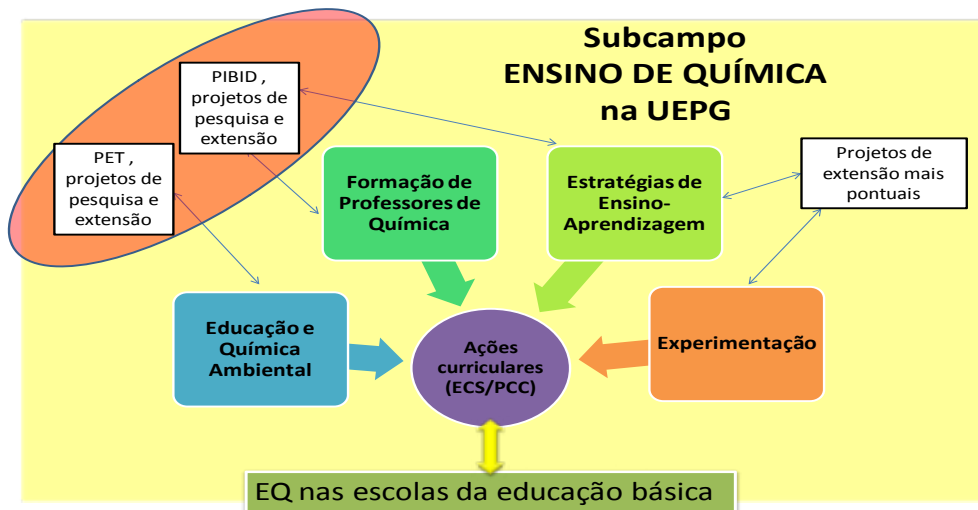 Subcampo
ENSINO DE QUÍMICA
na UEPG
PIBID ,
projetos de
pesquisa e
extensão
PET ,
projetos de
pesquisa e
extensão
Formação de
Professores de
Química
Estratégias de
Ensino-
Aprendizagem
Projetos de
extensão mais
pontuais
Educação e
Química
Ambiental
Ações
curriculares
(ECS/PCC)
Experimentação
EQ nas escolas da educação básica